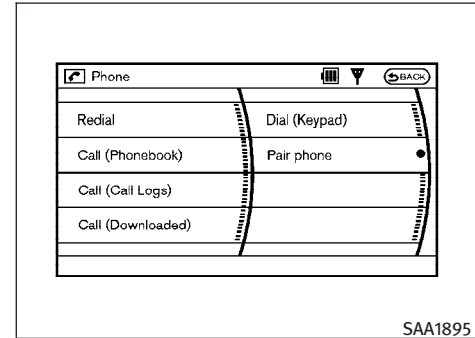 Phone
BACK
Redial
Dial (Keypad)
Call (Phonebook)
Pair phone
Call (Call Logs)
Call (Downloaded)
SAA1895